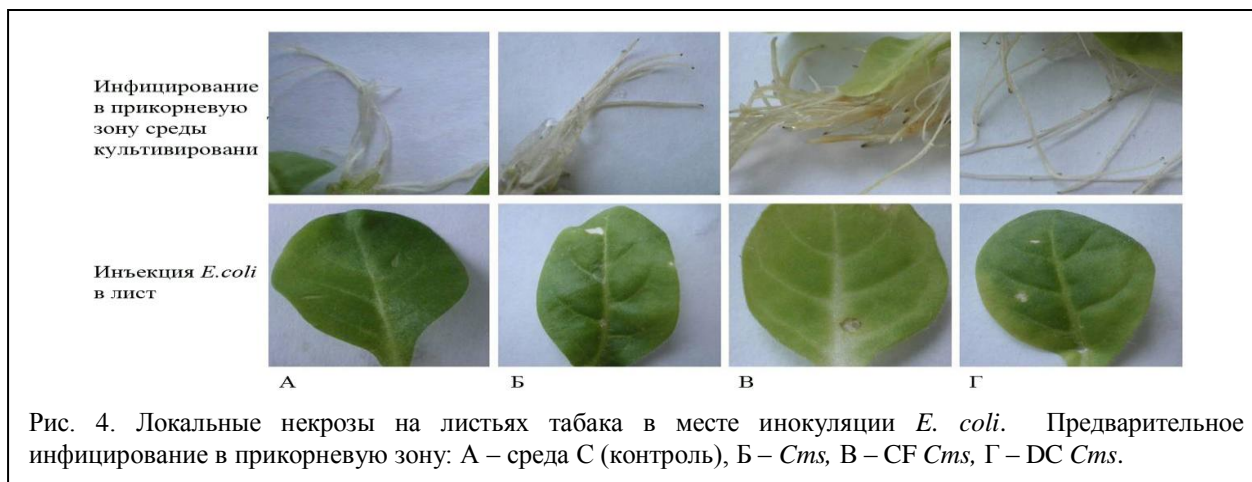 Инфицирование
в прикорневую
зону среды
культивировани
Инъекция E.coli
в лист
А Б В Г
Рис. 4. Локальные некрозы на листьях табака в месте инокуляции E. coli. Предварительное
инфицирование в прикорневую зону: А – среда С (контроль), Б – Cms, В – CF Cms, Г – DC Cms.